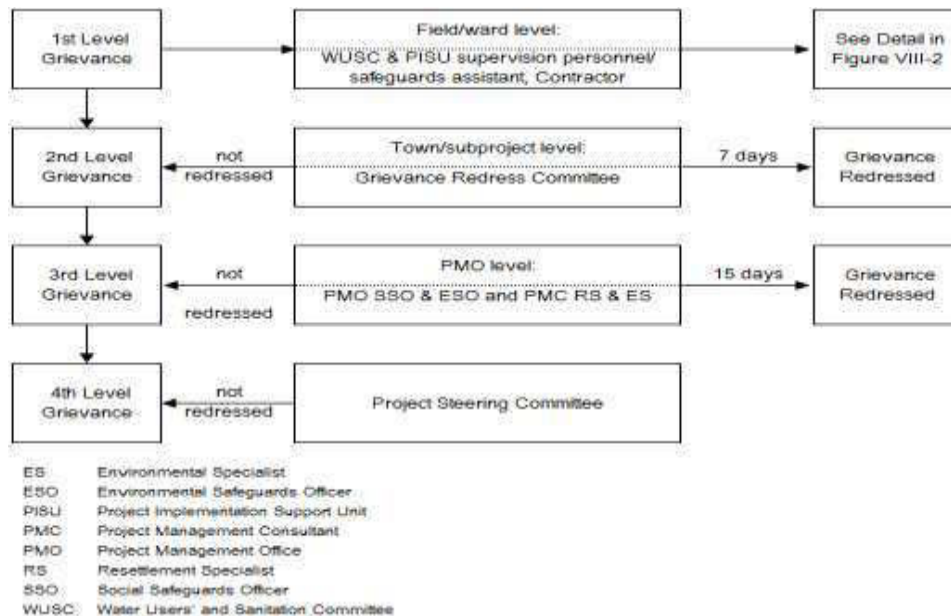 1st Level
Grievance
Field/ward level:
WUSC & PISU supervision personnel/
safeguards assistant, Contractor
See Detail in
Figure VIII-2
2nd Level
Grievance
not
redressed
Town/subproject level:
Grievance Redress Committee
7 days
Grievance
Redressed
3rd Level
Grievance
not
redressed
PMO level:
PMO SSO & ESO and PMC RS & ES
15 days
Grievance
Redressed
4th Level
Grievance
not
redressed
Project Steering Committee
ES Environmental Specialist
ESO Environmental Safeguards Officer
PISU Project Implementation Support Unit
PMC Project Management Consultant
PMO Project Management Office
RS Resettlement Specialist
SSO Social Safeguards Officer
WUSC Water Users' and Sanitation Committee